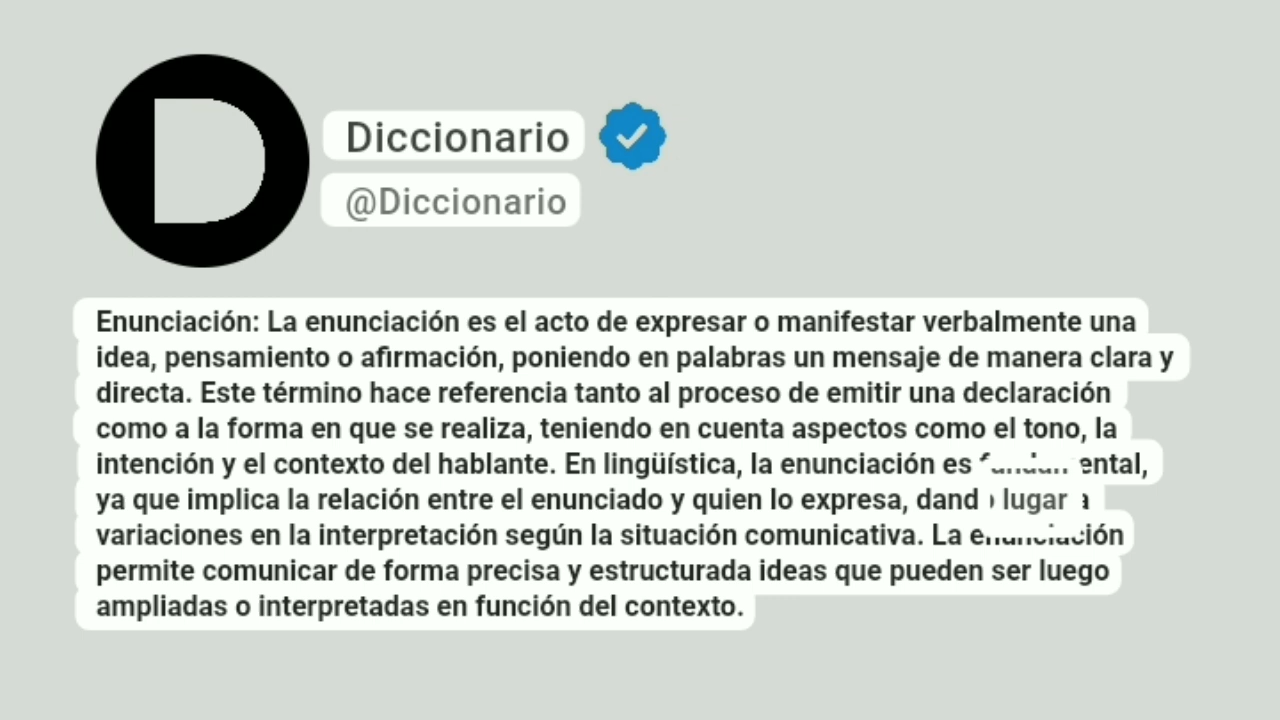 D
Diccionario
@Diccionario
Enunciación: La enunciación es el acto de expresar o manifestar verbalmente una
idea, pensamiento o afirmación, poniendo en palabras un mensaje de manera clara y
directa. Este término hace referencia tanto al proceso de emitir una declaración
como a la forma en que se realiza, teniendo en cuenta aspectos como el tono, la
intención y el contexto del hablante. En lingüística, la enunciación es fundamental,
ya que implica la relación entre el enunciado y quien lo expresa, dando lugar a
variaciones en la interpretación según la situación comunicativa. La enunciación
permite comunicar de forma precisa y estructurada ideas que pueden ser luego
ampliadas o interpretadas en función del contexto.